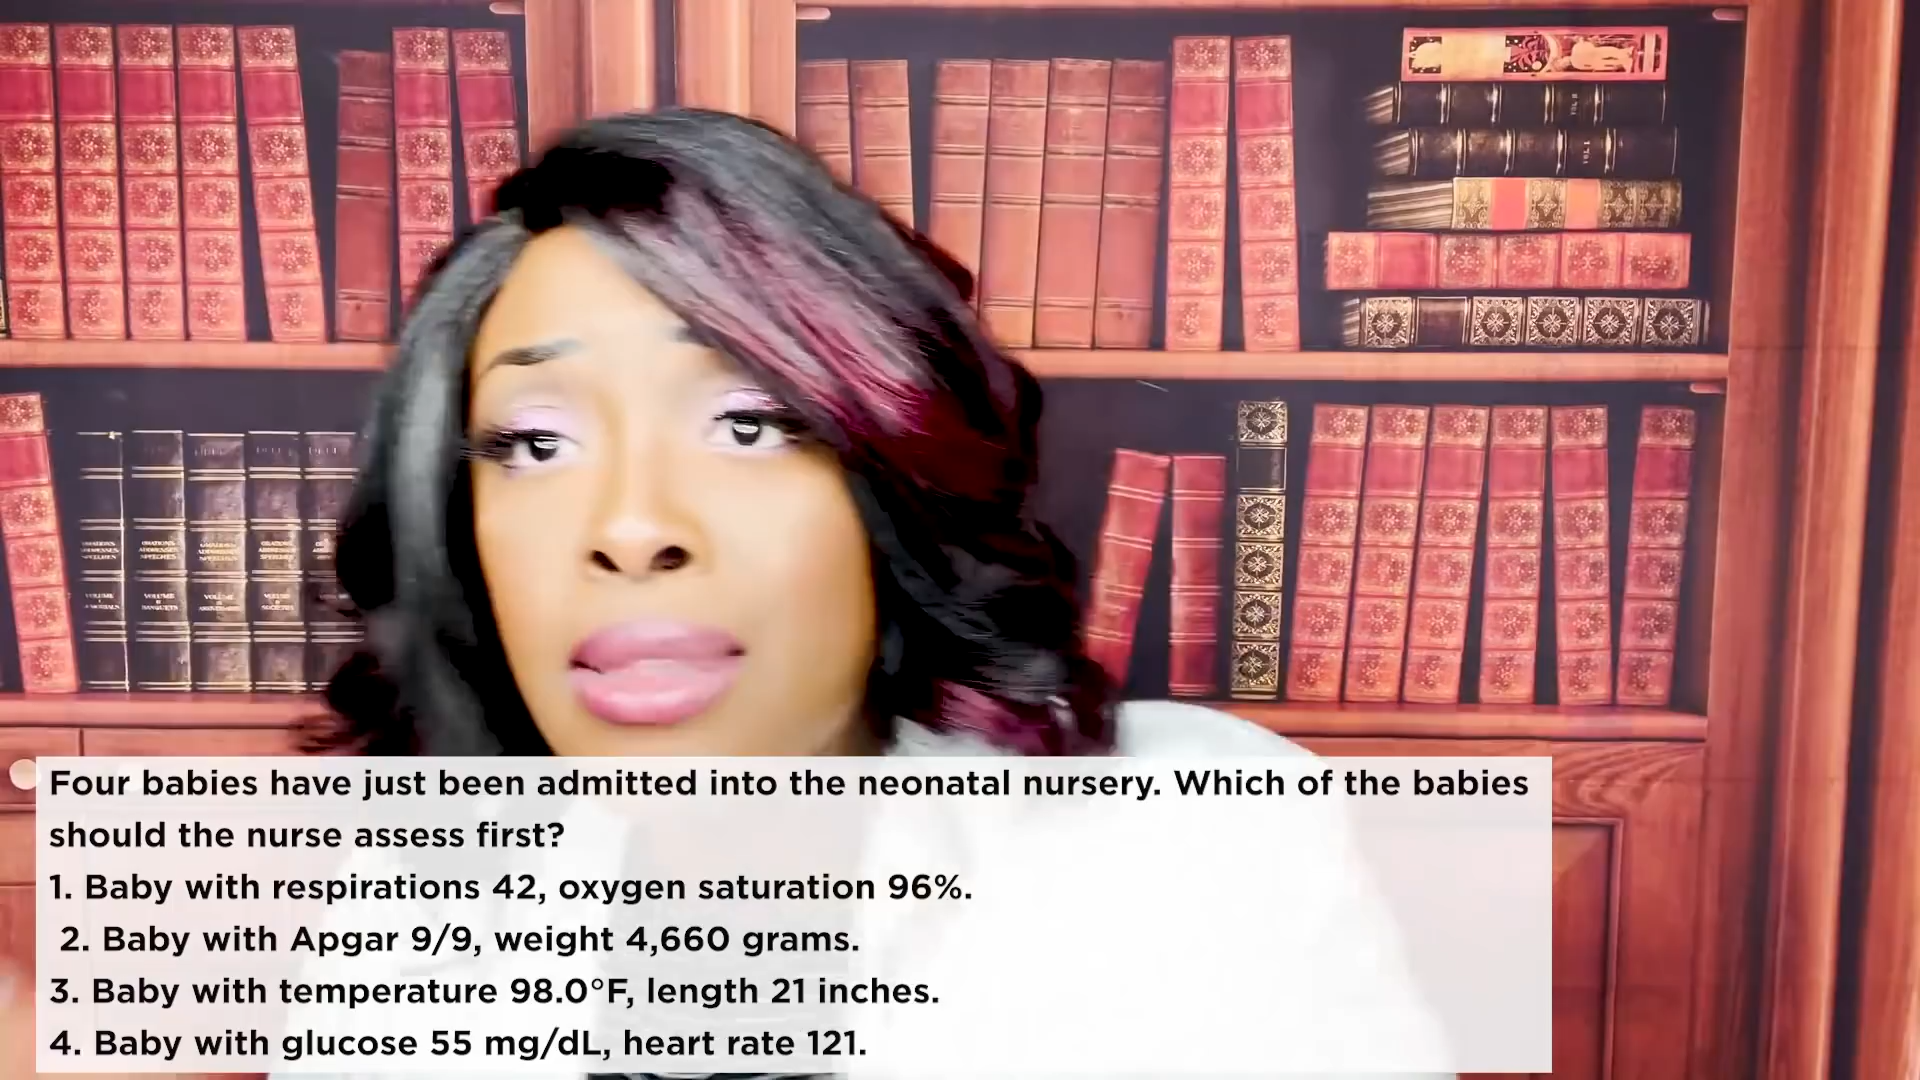 Four babies have just been admitted into the neonatal nursery. Which of the babies
should the nurse assess first?
1. Baby with respirations 42, oxygen saturation 96%.
2. Baby with Apgar 9/9, weight 4,660 grams.
3. Baby with temperature 98.0°F, length 21 inches.
4. Baby with glucose 55 mg/dL, heart rate 121.